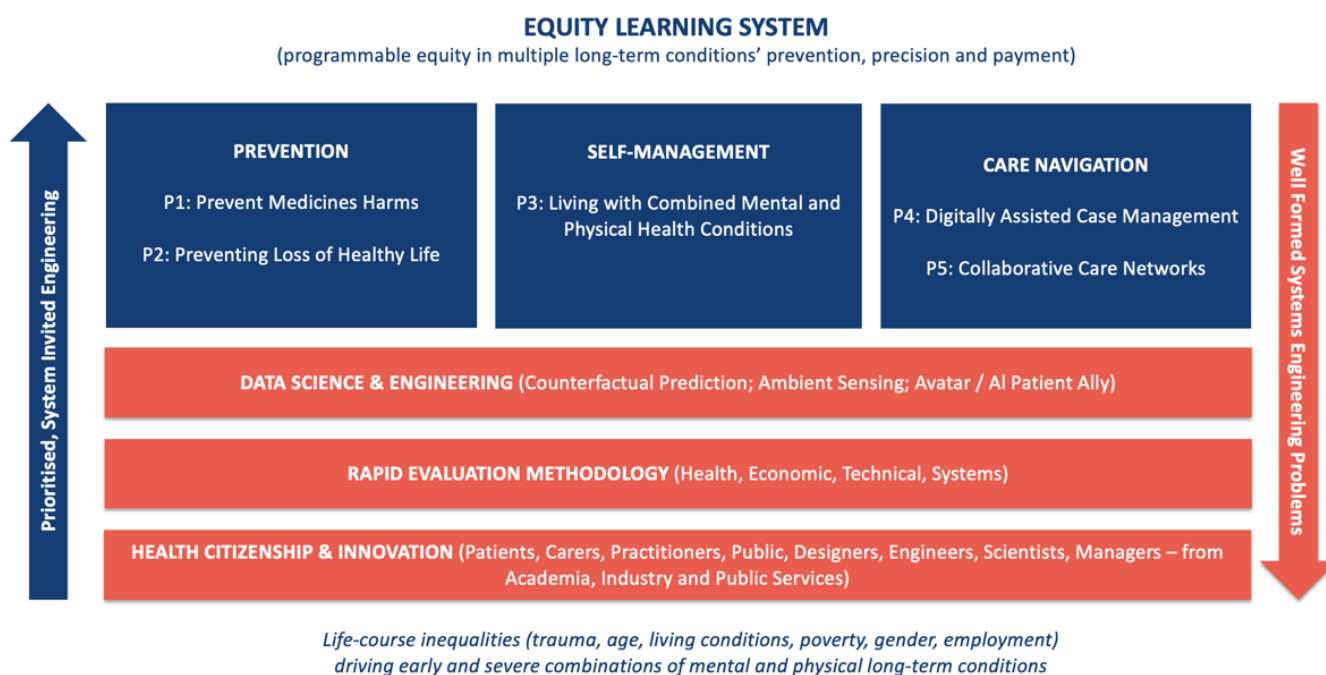 EQUITY LEARNING SYSTEM
(programmable equity in multiple long-term conditions' prevention, precision and payment)
Prioritised, System Invited Engineering
PREVENTION
P1: Prevent Medicines Harms
P2: Preventing Loss of Healthy Life
SELF-MANAGEMENT
P3: Living with Combined Mental and
Physical Health Conditions
CARE NAVIGATION
P4: Digitally Assisted Case Management
P5: Collaborative Care Networks
Well Formed Systems Engineering Problems
DATA SCIENCE & ENGINEERING (Counterfactual Prediction; Ambient Sensing; Avatar / AI Patient Ally)
RAPID EVALUATION METHODOLOGY (Health, Economic, Technical, Systems)
HEALTH CITIZENSHIP & INNOVATION (Patients, Carers, Practitioners, Public, Designers, Engineers, Scientists, Managers – from
Academia, Industry and Public Services)
Life-course inequalities (trauma, age, living conditions, poverty, gender, employment)
driving early and severe combinations of mental and physical long-term conditions